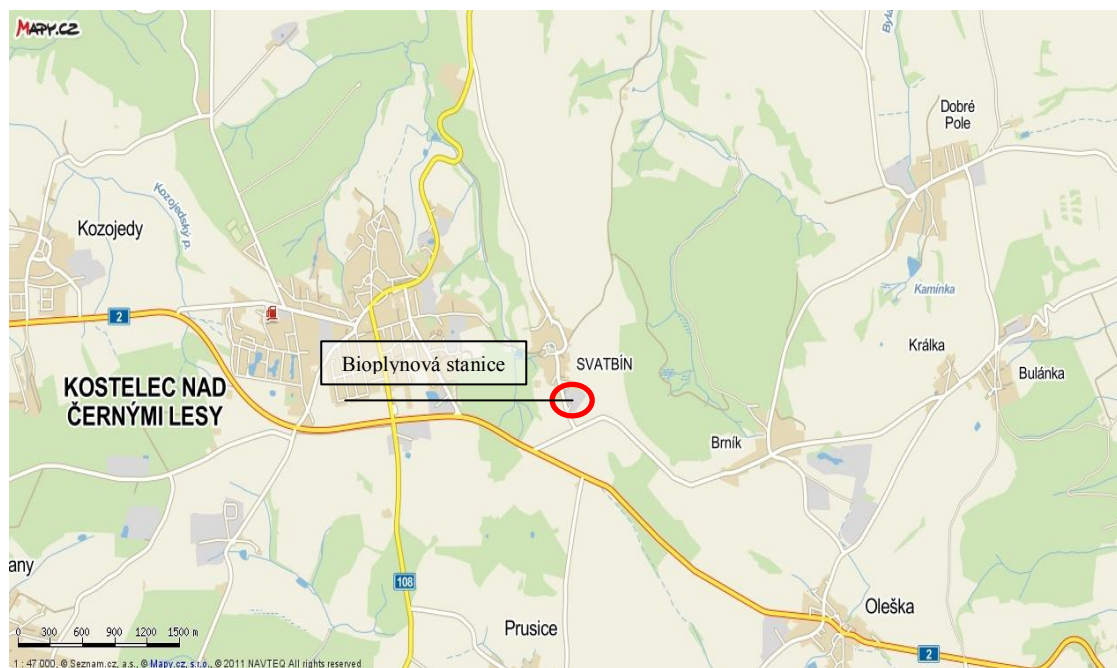 MAPY.CZ
Byla
Dobré
Pole
Kozojedský p.
Kozojedy
Kamínka
2
Králka
Bioplynová stanice
SVATBÍN
Bulánka
KOSTELEC NAD
ČERNÝMI LESY
Brník
any
108
Oleška
0 300 600 900 1200 1500 m
Prusice
2
1 : 47 000, © Seznam.cz, a.s., © Mapy.cz, s.r.o., © 2011 NAVTEQ All rights reserved